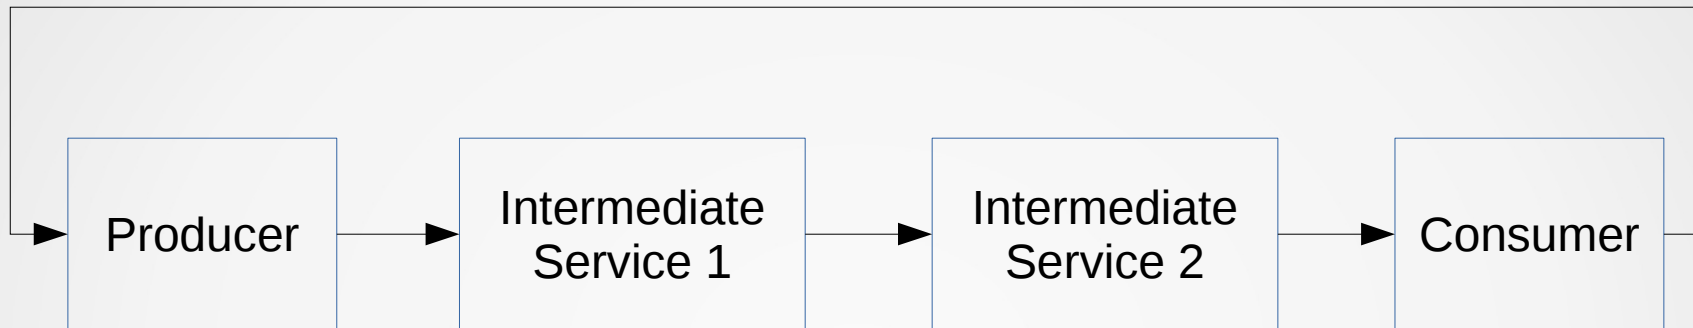 Producer
Intermediate
Service 1
Intermediate
Service 2
Consumer